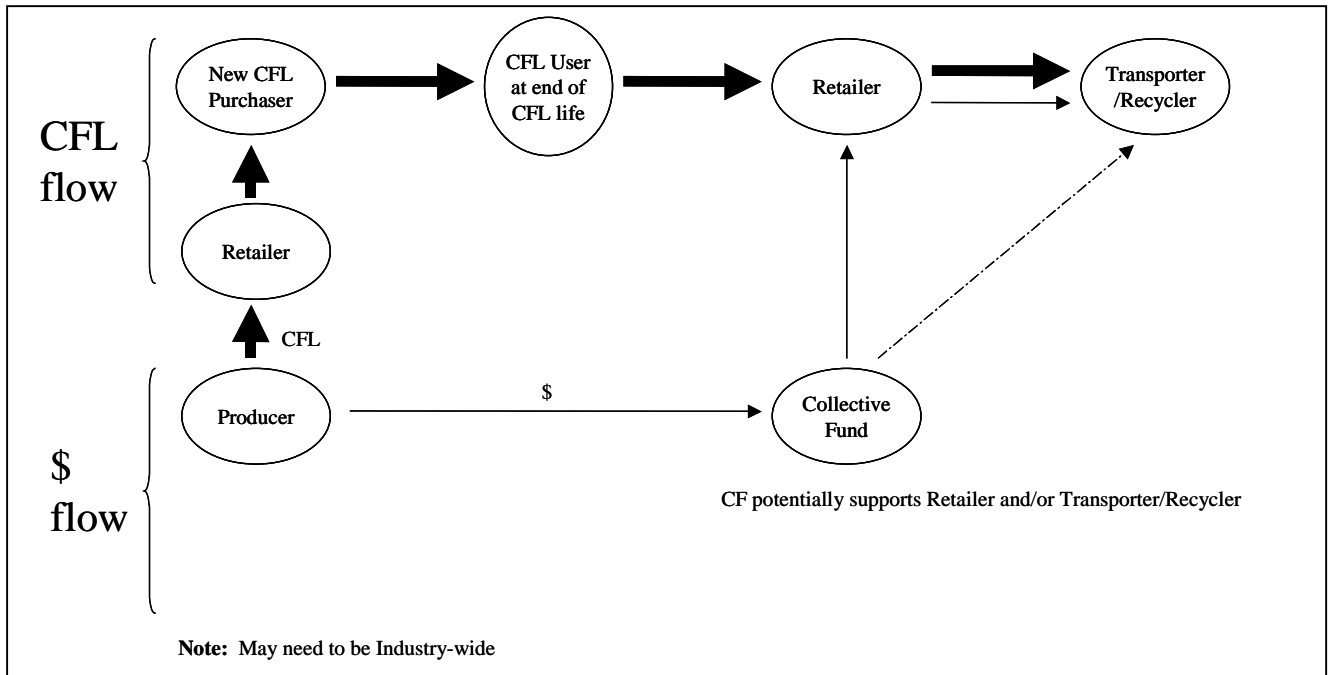 New CFL
Purchaser
CFL User
at end of
CFL life
Retailer
Transporter
/Recycler
CFL
flow
Retailer
CFL
Producer
$
Collective
Fund
$
flow
CF potentially supports Retailer and/or Transporter/Recycler
Note: May need to be Industry-wide